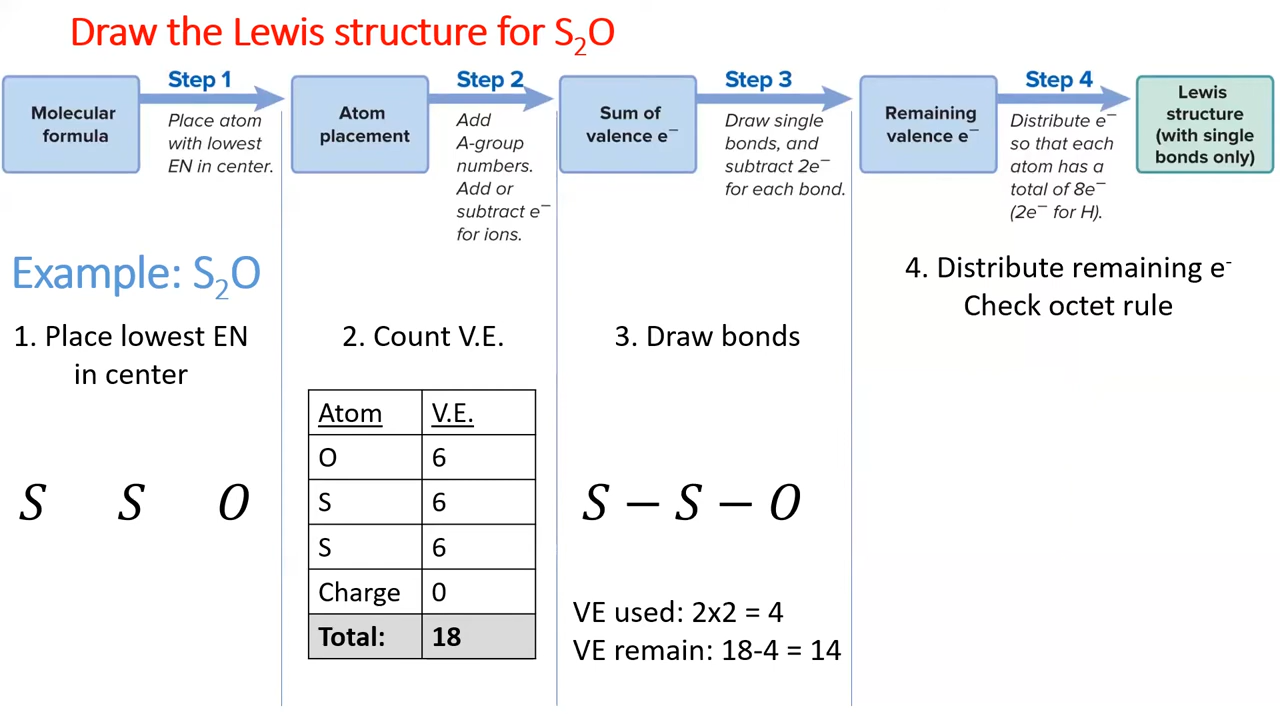 Draw the Lewis structure for S₂O
Molecular
formula
Step 1
Place atom
with lowest
EN in center.
Atom
placement
Step 2
Add
A-group
numbers.
Add or
subtract e⁻
for ions.
Sum of
valence e⁻
Step 3
Draw single
bonds, and
subtract 2e⁻
for each bond.
Remaining
valence e⁻
Step 4
Distribute e⁻
so that each
atom has a
total of 8e⁻
(2e⁻ for H).
Lewis
structure
(with single
bonds only)
Example: S₂O
1. Place lowest EN
in center
S S O
2. Count V.E.
Atom V.E.
O 6
S 6
S 6
Charge 0
Total: 18
3. Draw bonds
S – S – O
VE used: 2x2 = 4
VE remain: 18-4 = 14
4. Distribute remaining e⁻
Check octet rule